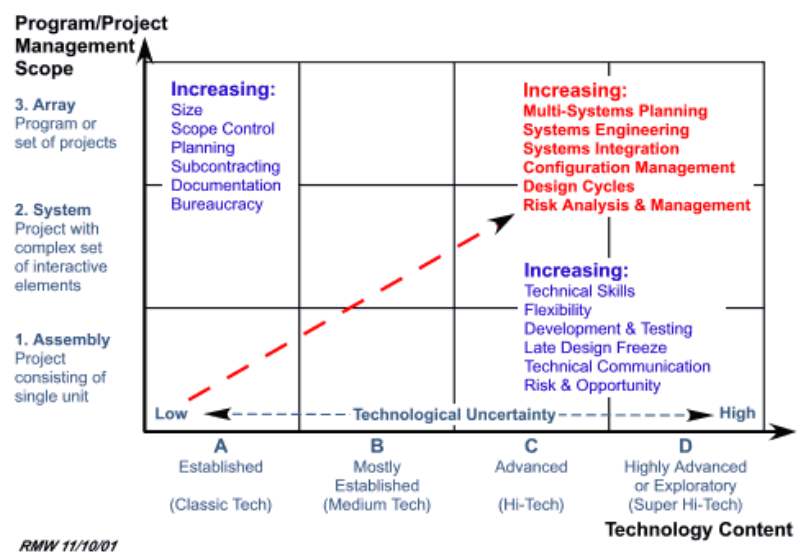 Program/Project
Management
Scope
3. Array
Program or
set of projects
2. System
Project with
complex set
of interactive
elements
1. Assembly
Project
consisting of
single unit
Increasing:
Size
Scope Control
Planning
Subcontracting
Documentation
Bureaucracy
Increasing:
Multi-Systems Planning
Systems Engineering
Systems Integration
Configuration Management
Design Cycles
Risk Analysis & Management
Increasing:
Technical Skills
Flexibility
Development & Testing
Late Design Freeze
Technical Communication
Risk & Opportunity
Low Technological Uncertainty High
A
Established
(Classic Tech)
B
Mostly
Established
(Medium Tech)
C
Advanced
(Hi-Tech)
D
Highly Advanced
or Exploratory
(Super Hi-Tech)
Technology Content
RMW 11/10/01